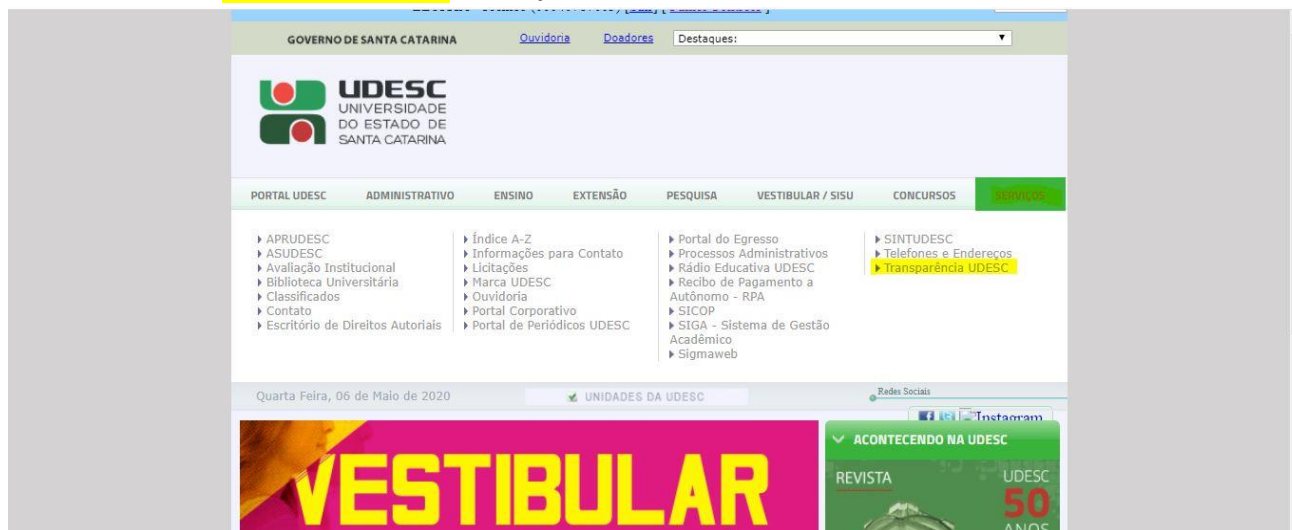 GOVERNO DE SANTA CATARINA Ouvidoria Doadores Destaques:
UDESC
UNIVERSIDADE
DO ESTADO DE
SANTA CATARINA
PORTAL UDESC ADMINISTRATIVO ENSINO EXTENSÃO PESQUISA VESTIBULAR / SISU CONCURSOS SERVIÇOS
APRUDESC
ASUDESC
Avaliação Institucional
Biblioteca Universitária
Classificados
Contato
Escritório de Direitos Autoriais
Índice A-Z
Informações para Contato
Licitações
Marca UDESC
Ouvidoria
Portal Corporativo
Portal de Periódicos UDESC
Portal do Egresso
Processos Administrativos
Rádio Educativa UDESC
Recibo de Pagamento a
Autônomo - RPA
SICOP
SIGA - Sistema de Gestão
Acadêmico
Sigmaweb
SINTUDESC
Telefones e Endereços
Transparência UDESC
Quarta Feira, 06 de Maio de 2020 UNIDADES DA UDESC Redes Sociais
Instagram
VESTIBULAR
ACONTECENDO NA UDESC
REVISTA
UDESC
50
ANOS